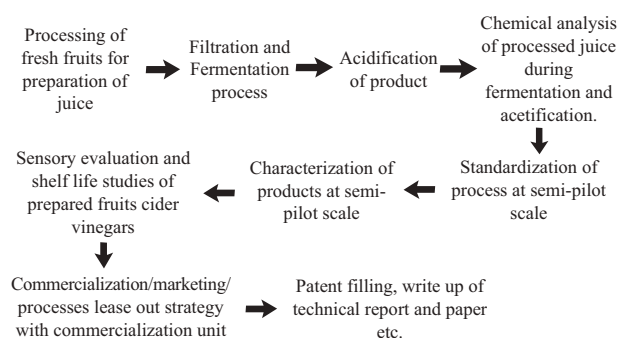 Processing of
fresh fruits for
preparation of
juice
Filtration and
Fermentation
process
Acidification
of product
Chemical analysis
of processed juice
during
fermentation and
acetification.
Standardization of
process at semi-pilot
scale
Characterization of
products at semi-
pilot scale
Sensory evaluation and
shelf life studies of
prepared fruits cider
vinegars
Commercialization/marketing/
processes lease out strategy
with commercialization unit
Patent filling, write up of
technical report and paper
etc.